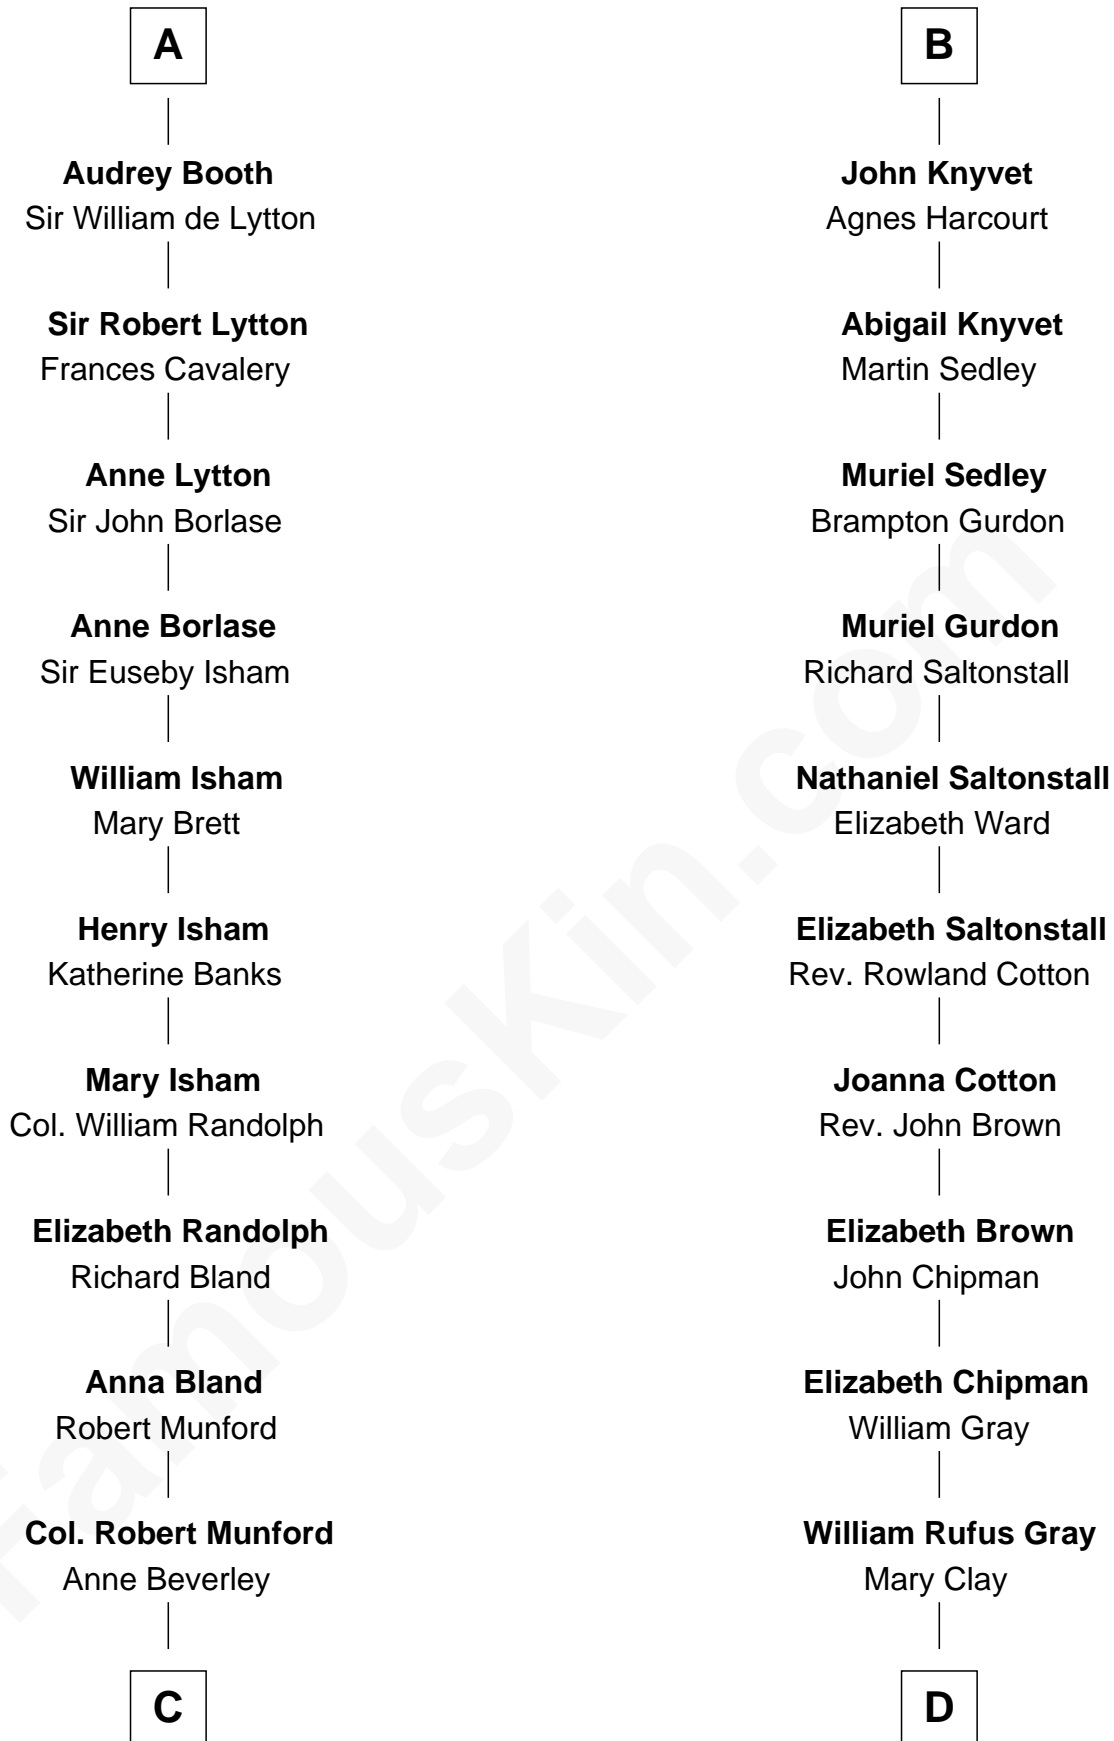 A
Audrey Booth
Sir William de Lytton
Sir Robert Lytton
Frances Cavalery
Anne Lytton
Sir John Borlase
Anne Borlase
Sir Euseby Isham
William Isham
Mary Brett
Henry Isham
Katherine Banks
Mary Isham
Col. William Randolph
Elizabeth Randolph
Richard Bland
Anna Bland
Robert Munford
Col. Robert Munford
Anne Beverley
C
B
John Knyvet
Agnes Harcourt
Abigail Knyvet
Martin Sedley
Muriel Sedley
Brampton Gurdon
Muriel Gurdon
Richard Saltonstall
Nathaniel Saltonstall
Elizabeth Ward
Elizabeth Saltonstall
Rev. Rowland Cotton
Joanna Cotton
Rev. John Brown
Elizabeth Brown
John Chipman
Elizabeth Chipman
William Gray
William Rufus Gray
Mary Clay
D
FamousKin.com